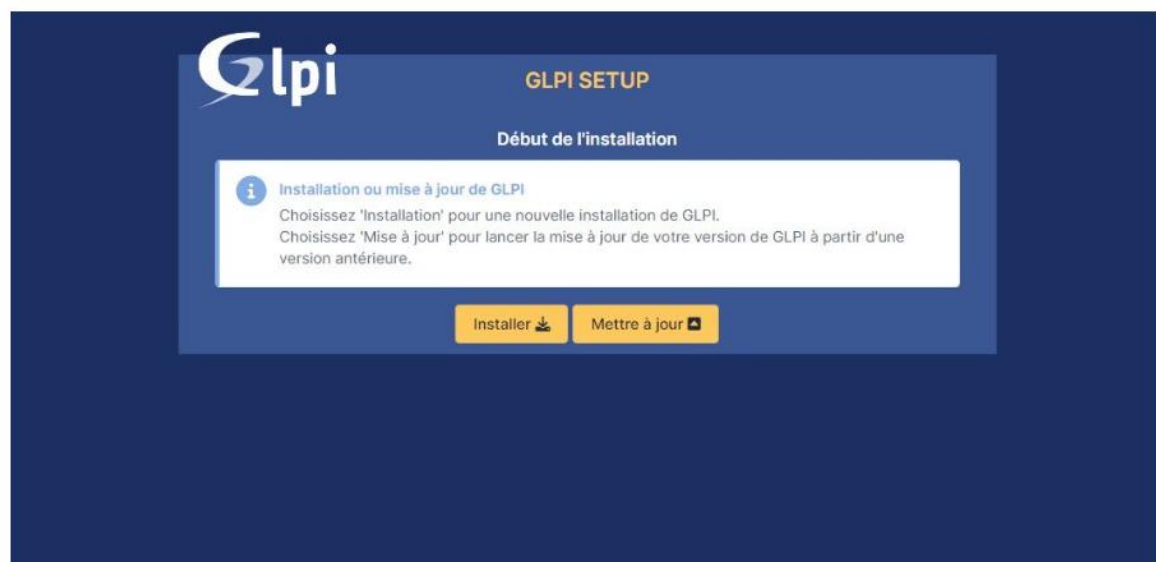 Glpi
GLPI SETUP
Début de l'installation
Installation ou mise à jour de GLPI
Choisissez 'Installation' pour une nouvelle installation de GLPI.
Choisissez 'Mise à jour' pour lancer la mise à jour de votre version de GLPI à partir d'une
version antérieure.
Installer Mettre à jour